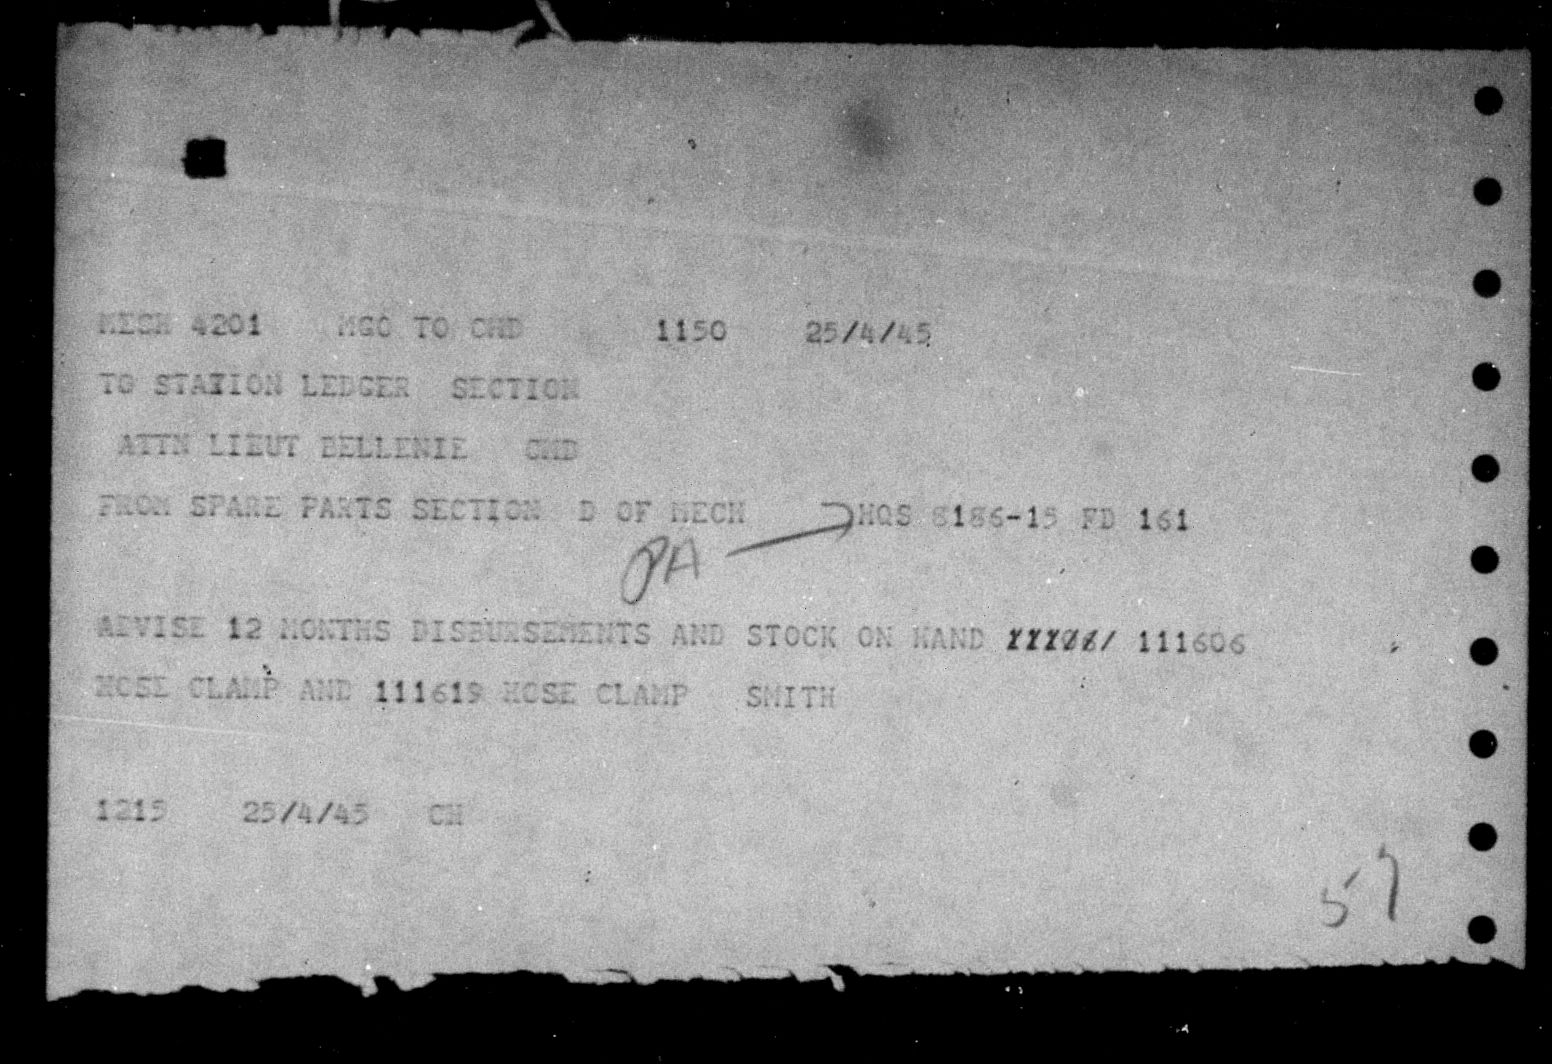 MECH 4201 MGO TO CMD 1150 25/4/45
TO STATION LEDGER SECTION
ATTN LIEUT BELLENIE CMD
FROM SPARE PARTS SECTION D OF MECH HQS 8186-15 FD 161
PA
ADVISE 12 MONTHS DISBURSEMENTS AND STOCK ON HAND 111606
HOSE CLAMP AND 111619 HOSE CLAMP SMITH
1215 25/4/45 CH
57